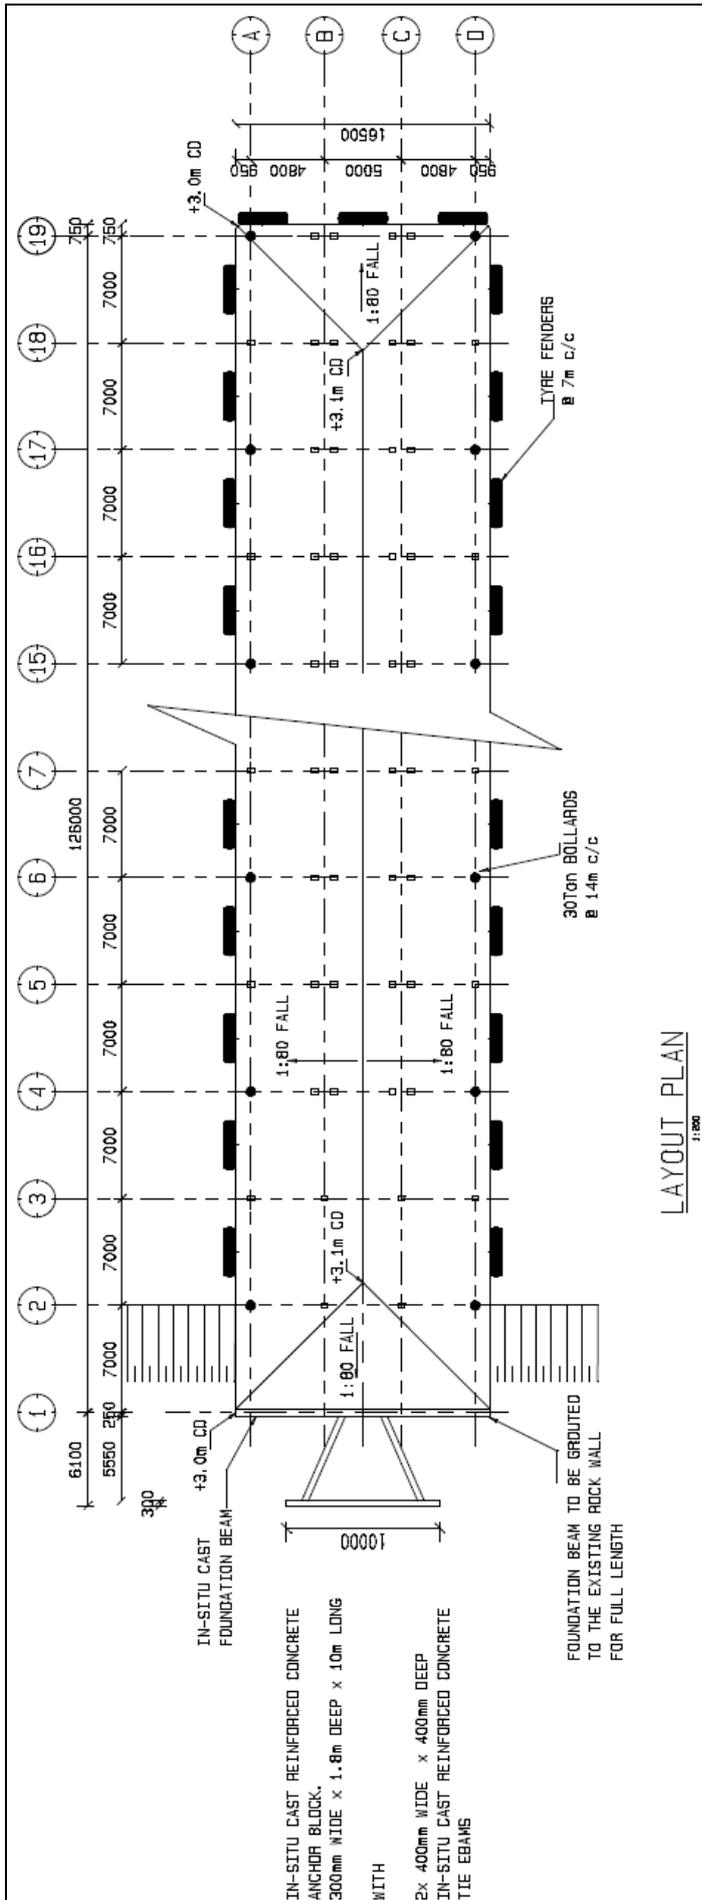 A
B
C
D
16500
950
4800
5000
4800
950
+3.0m CD
19
18
17
16
15
7
6
5
4
3
2
1
750
750
7000
7000
7000
7000
126000
7000
7000
7000
7000
7000
7000
250
6100
5550
300
1:80 FALL
+3.1m CD
TYRE FENDERS
@ 7m c/c
30Ton BOLLARDS
@ 14m c/c
1:80 FALL
1:80 FALL
+3.1m CD
1:80 FALL
+3.0m CD
IN-SITU CAST
FOUNDATION BEAM
10000
FOUNDATION BEAM TO BE GROUTED
TO THE EXISTING ROCK WALL
FOR FULL LENGTH
IN-SITU CAST REINFORCED CONCRETE
ANCHOR BLOCK.
300mm WIDE x 1.8m DEEP x 10m LONG
WITH
2x 400mm WIDE x 400mm DEEP
IN-SITU CAST REINFORCED CONCRETE
TIE EBAMS
LAYOUT PLAN
1:200